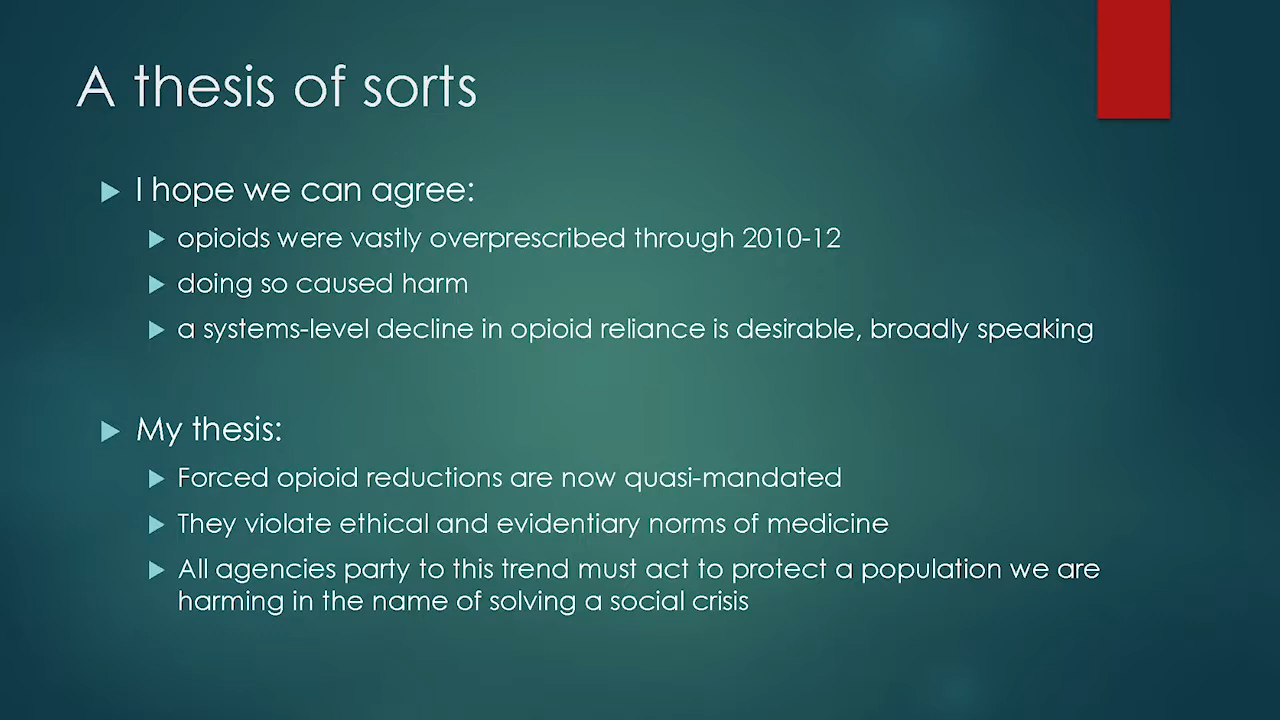 A thesis of sorts
I hope we can agree:
opioids were vastly overprescribed through 2010-12
doing so caused harm
a systems-level decline in opioid reliance is desirable, broadly speaking
My thesis:
Forced opioid reductions are now quasi-mandated
They violate ethical and evidentiary norms of medicine
All agencies party to this trend must act to protect a population we are
harming in the name of solving a social crisis